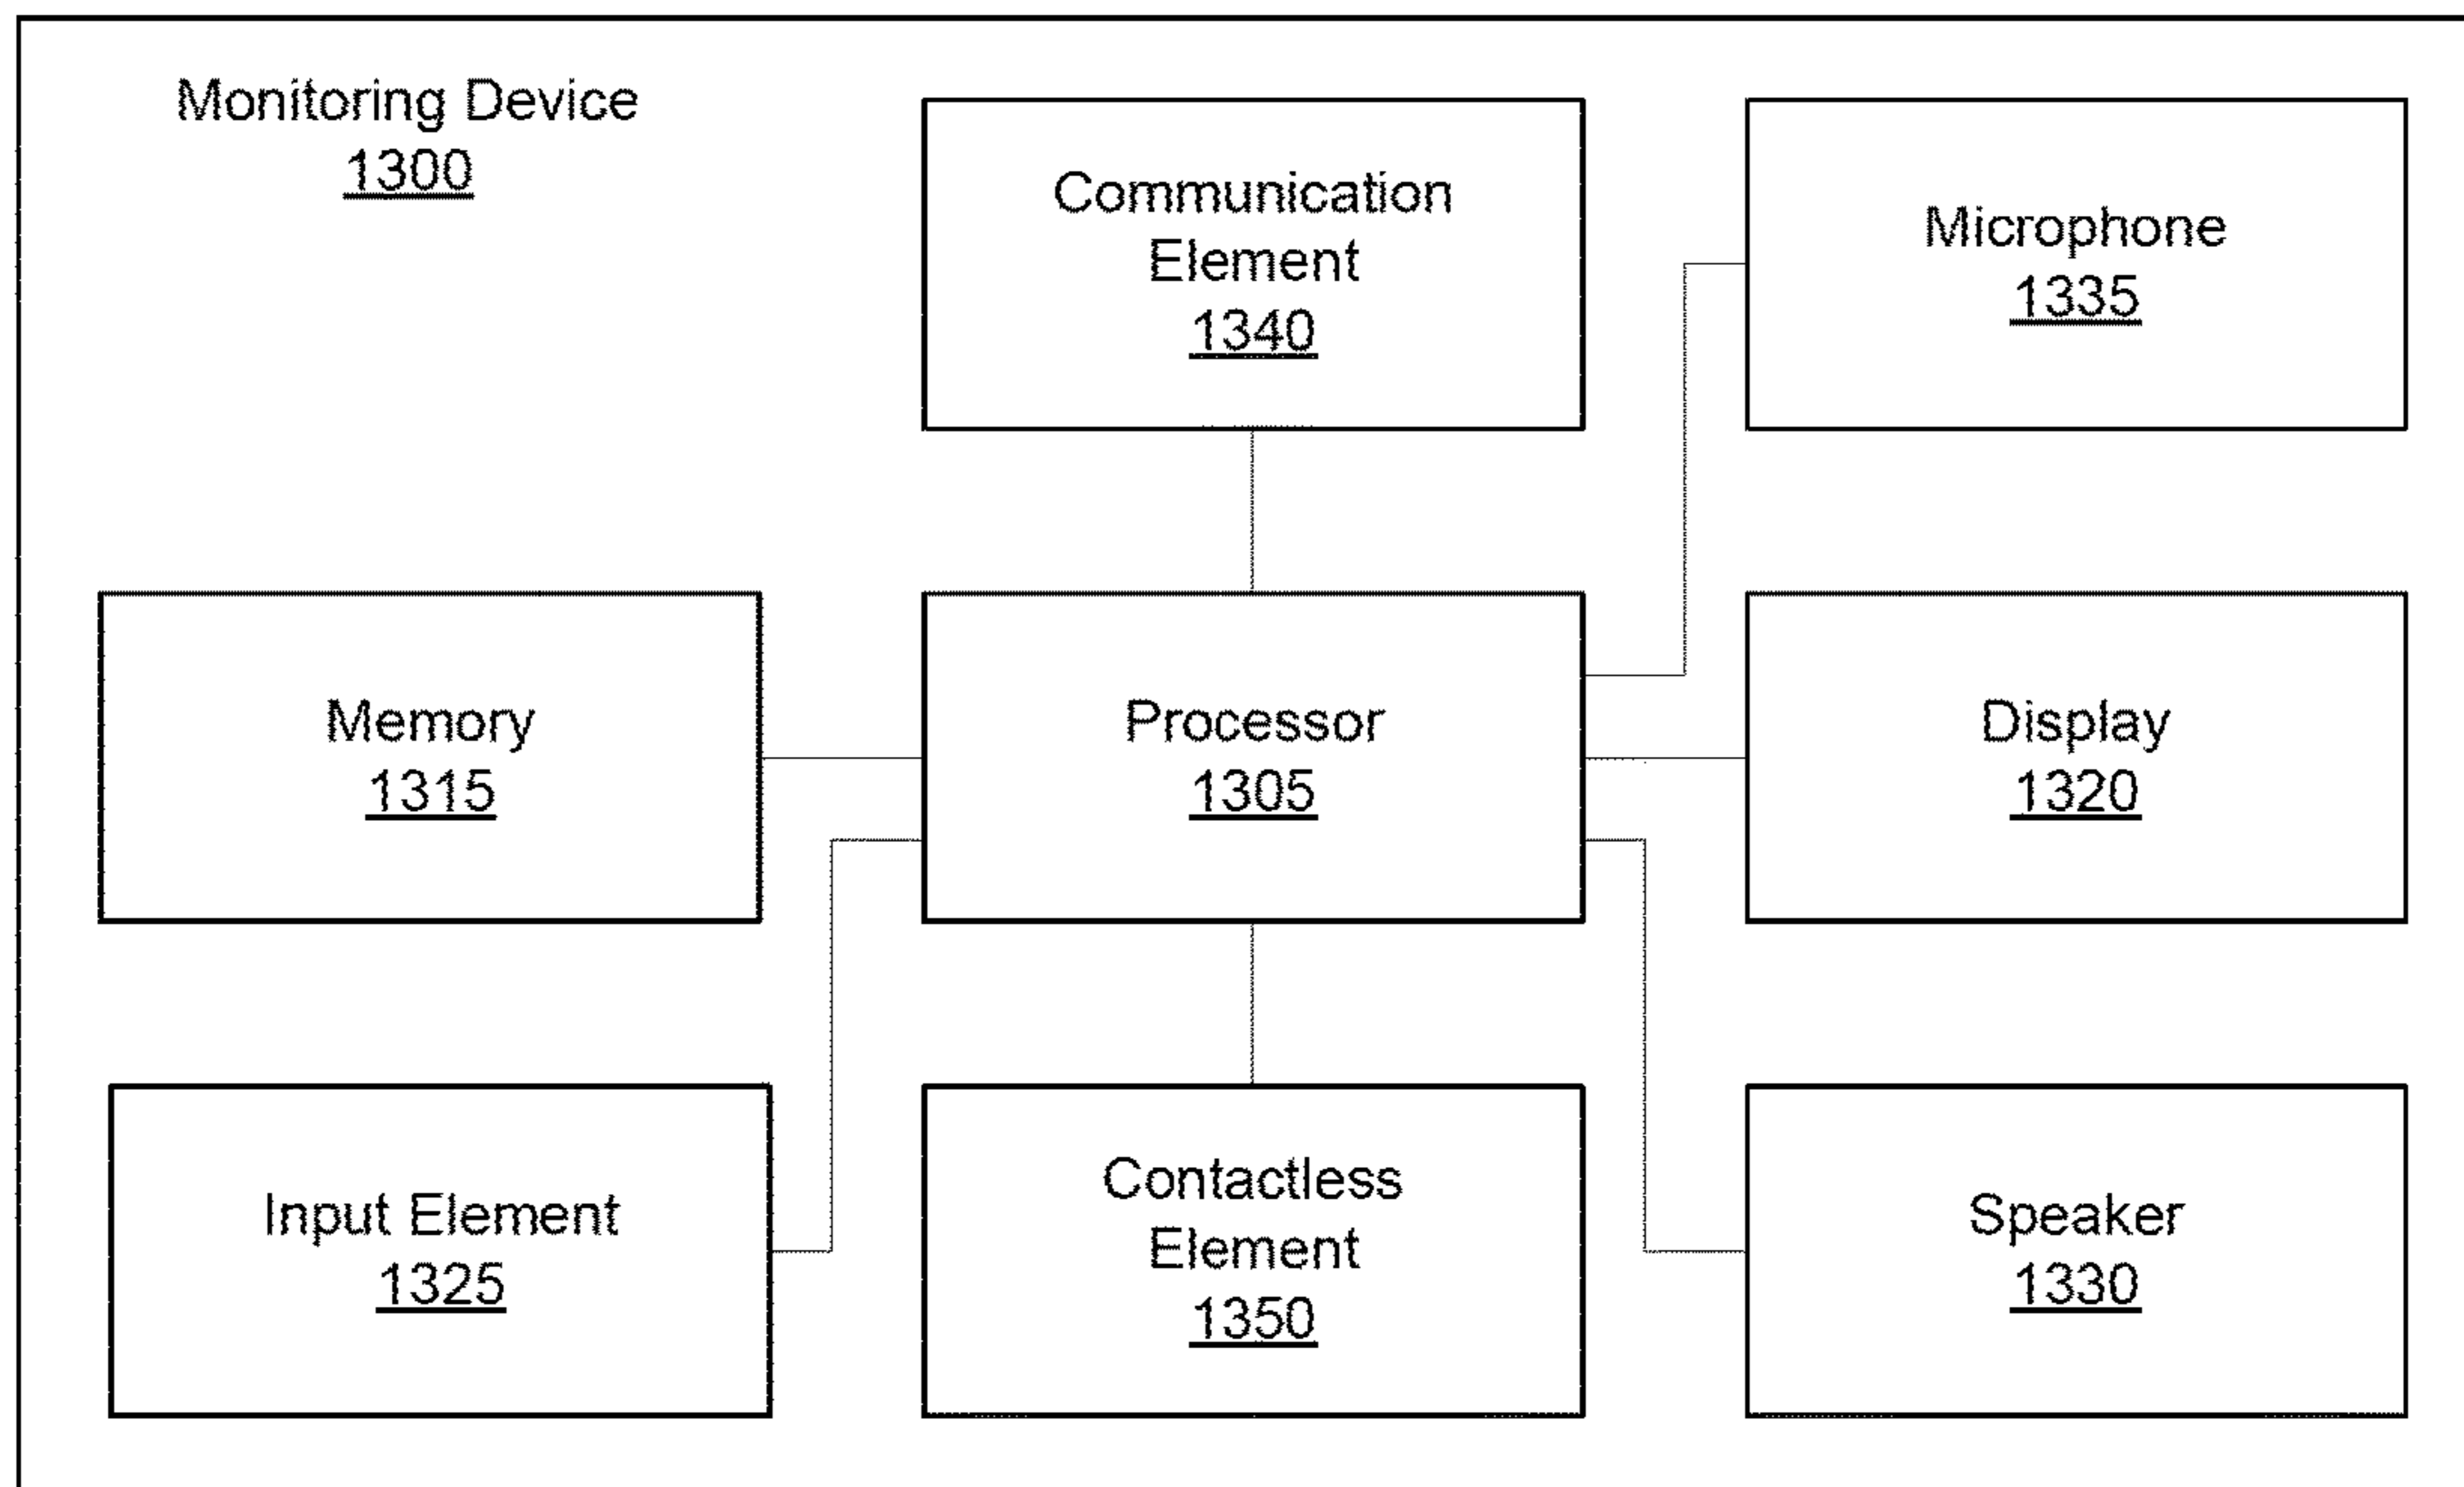 Monitoring Device
1300
Communication
Element
1340
Microphone
1335
Memory
1315
Processor
1305
Display
1320
Input Element
1325
Contactless
Element
1350
Speaker
1330